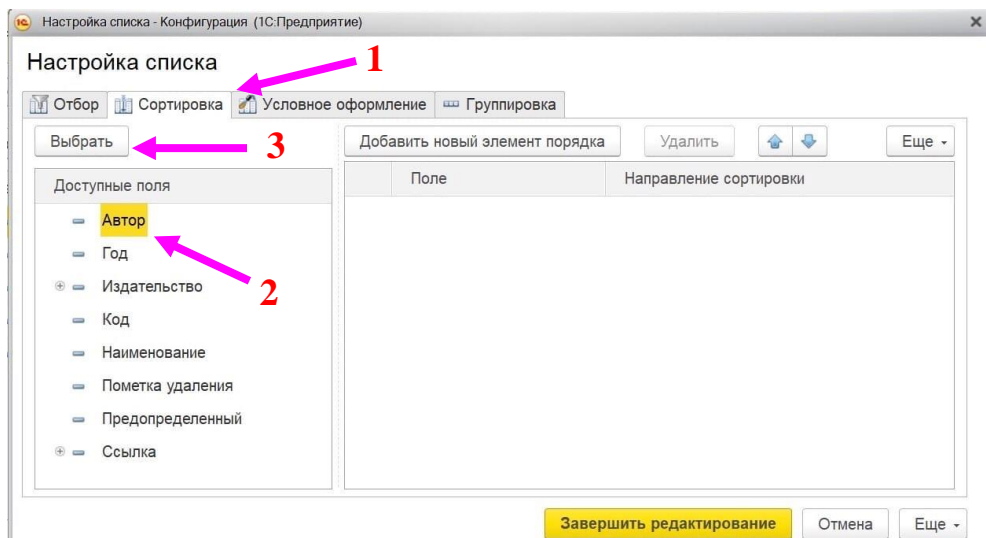 Настройка списка - Конфигурация (1С:Предприятие)
Настройка списка
1
Отбор Сортировка Условное оформление Группировка
Выбрать 3 Добавить новый элемент порядка Удалить Еще
Доступные поля Поле Направление сортировки
Автор
Год
Издательство 2
Код
Наименование
Пометка удаления
Предопределенный
Ссылка
Завершить редактирование Отмена Еще